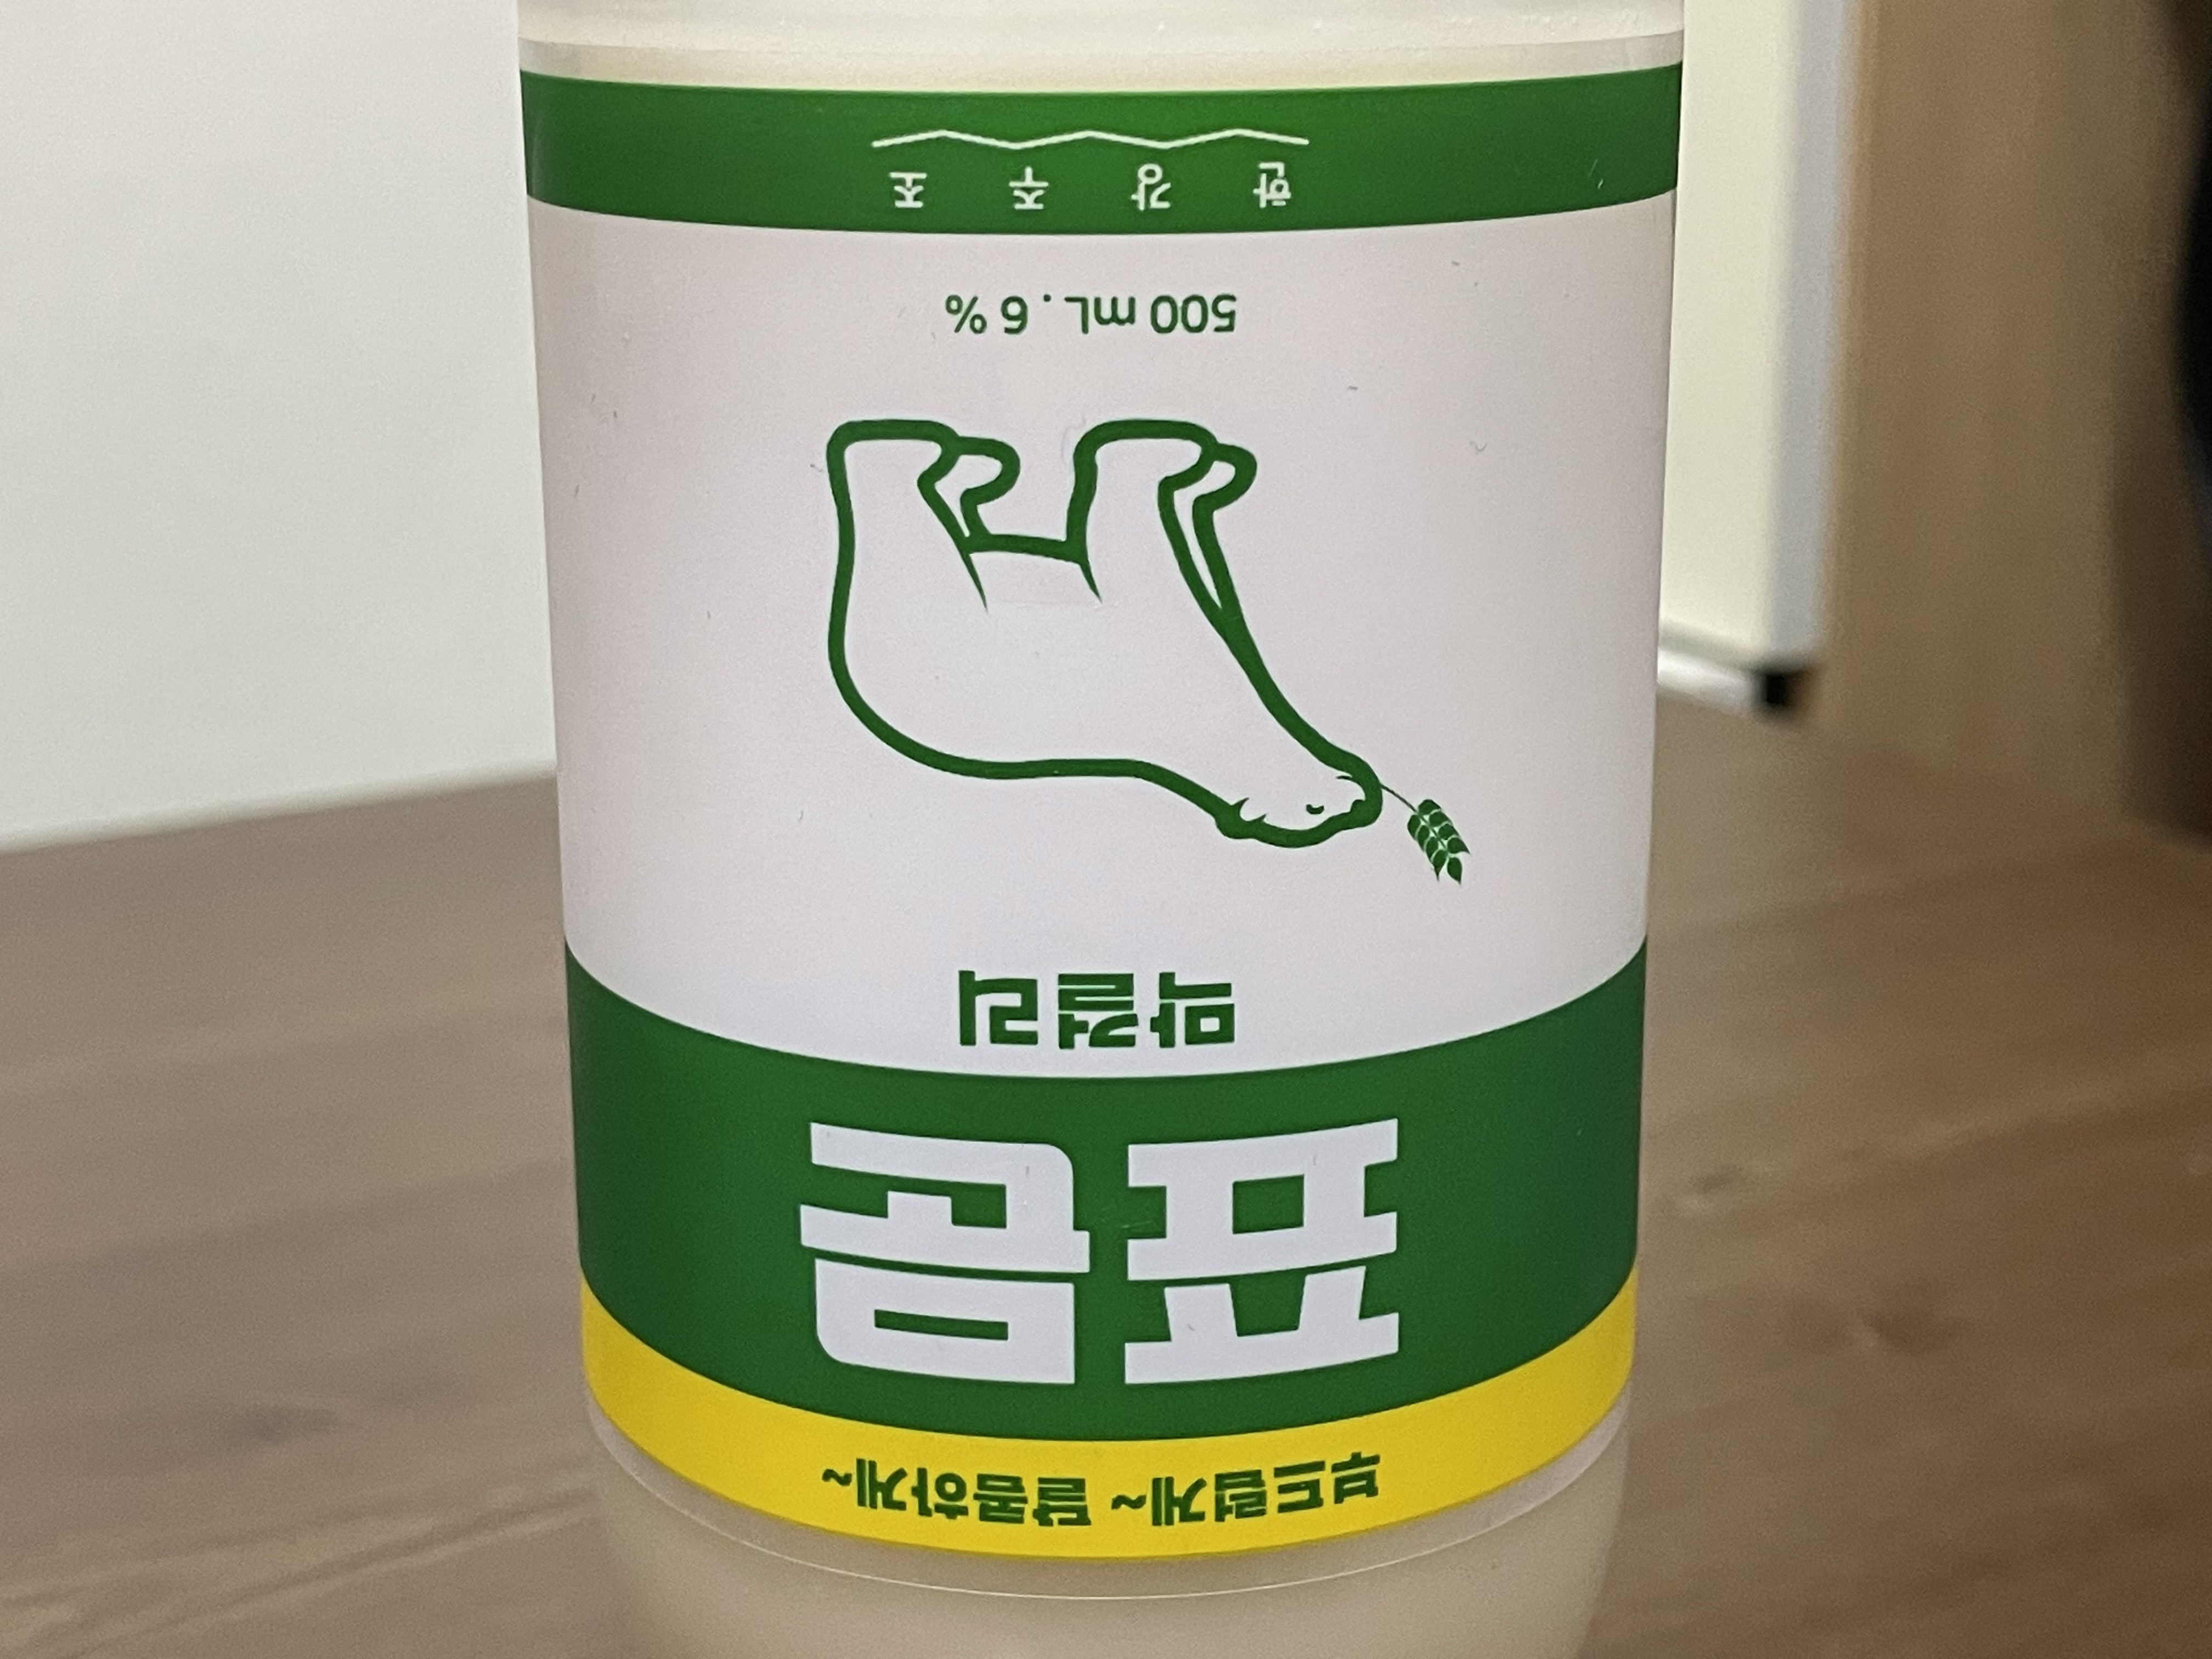 부드럽게~ 달콤하게~
표문
막걸리
500 mL . 6 %
한강주조